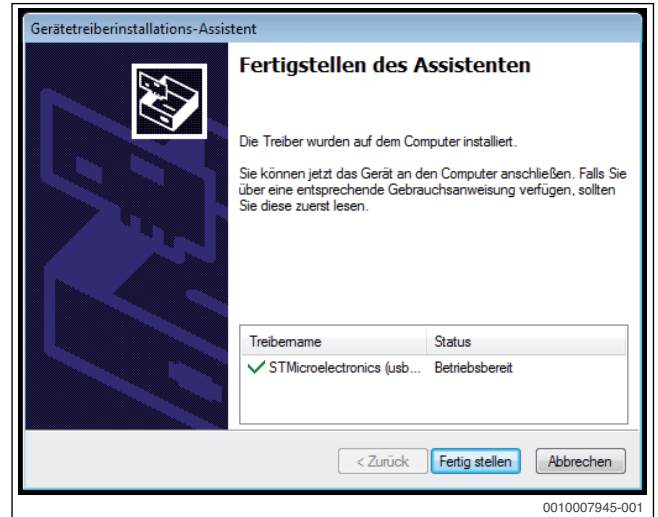 Gerätetreiberinstallations-Assistent
Fertigstellen des Assistenten
Die Treiber wurden auf dem Computer installiert.
Sie können jetzt das Gerät an den Computer anschließen. Falls Sie
über eine entsprechende Gebrauchsanweisung verfügen, sollten
Sie diese zuerst lesen.
Treibername Status
STMicroelectronics (usb... Betriebsbereit
< Zurück Fertig stellen Abbrechen
0010007945-001